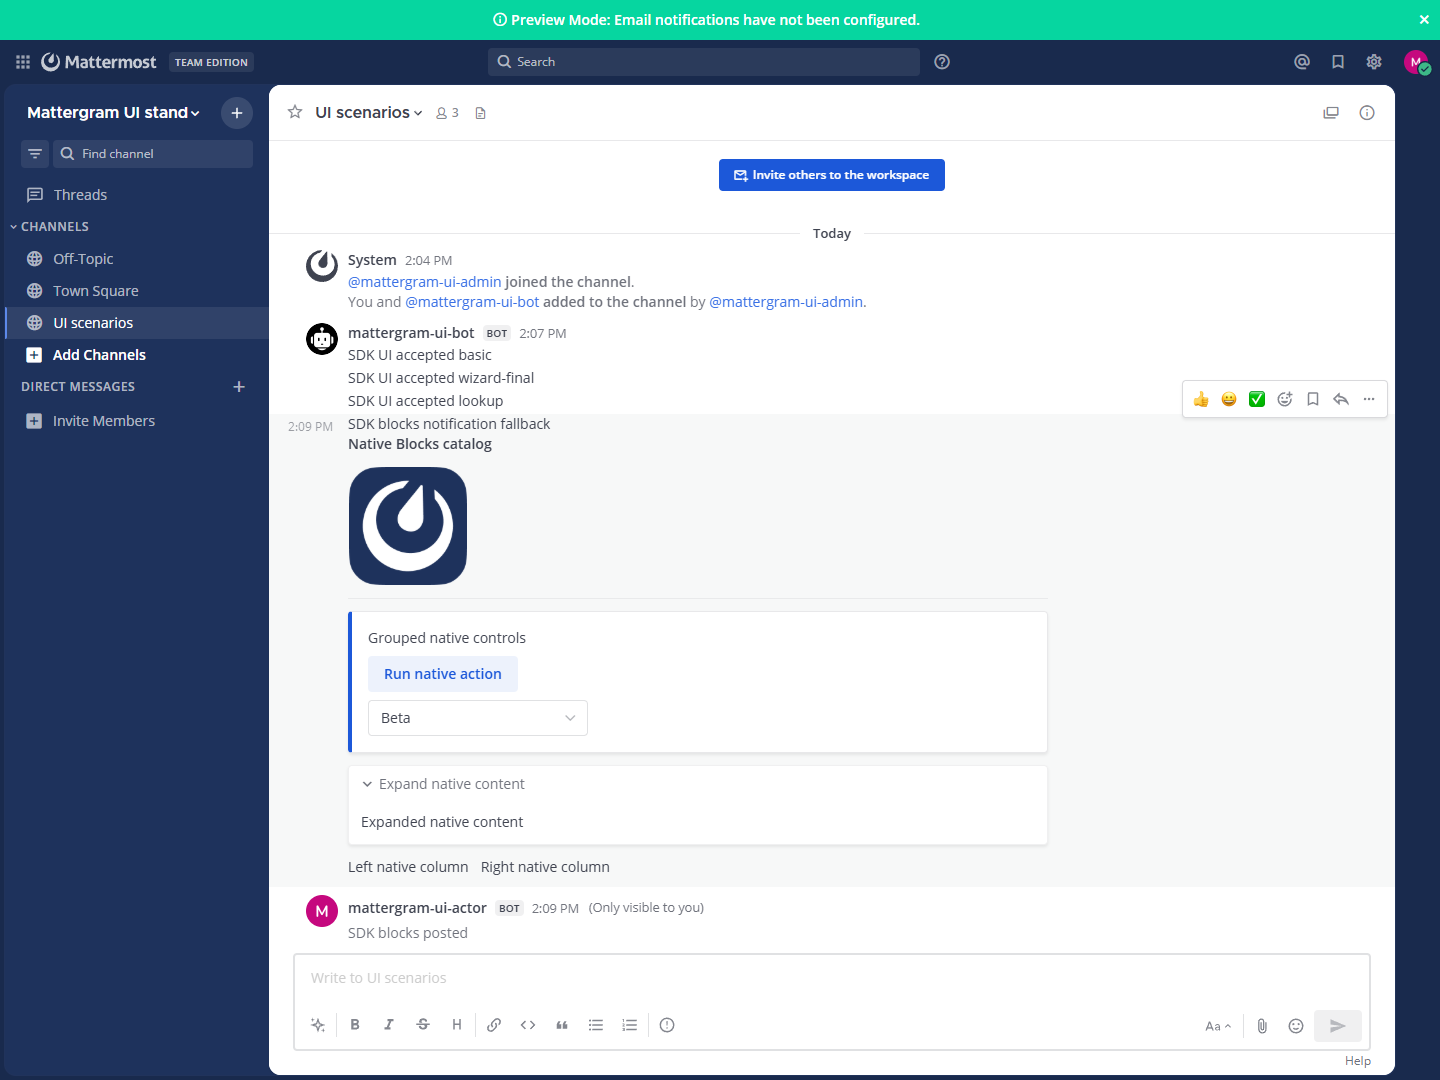 Preview Mode: Email notifications have not been configured.
Mattermost TEAM EDITION
Search
M
Mattergram UI stand
Find channel
Threads
CHANNELS
Off-Topic
Town Square
UI scenarios
Add Channels
DIRECT MESSAGES
Invite Members
UI scenarios 3
Invite others to the workspace
Today
System 2:04 PM
@mattergram-ui-admin joined the channel.
You and @mattergram-ui-bot added to the channel by @mattergram-ui-admin.
mattergram-ui-bot BOT 2:07 PM
SDK UI accepted basic
SDK UI accepted wizard-final
SDK UI accepted lookup
2:09 PM SDK blocks notification fallback
Native Blocks catalog
Grouped native controls
Run native action
Beta
Expand native content
Expanded native content
Left native column Right native column
M mattergram-ui-actor BOT 2:09 PM (Only visible to you)
SDK blocks posted
Write to UI scenarios
B I S H Aa
Help